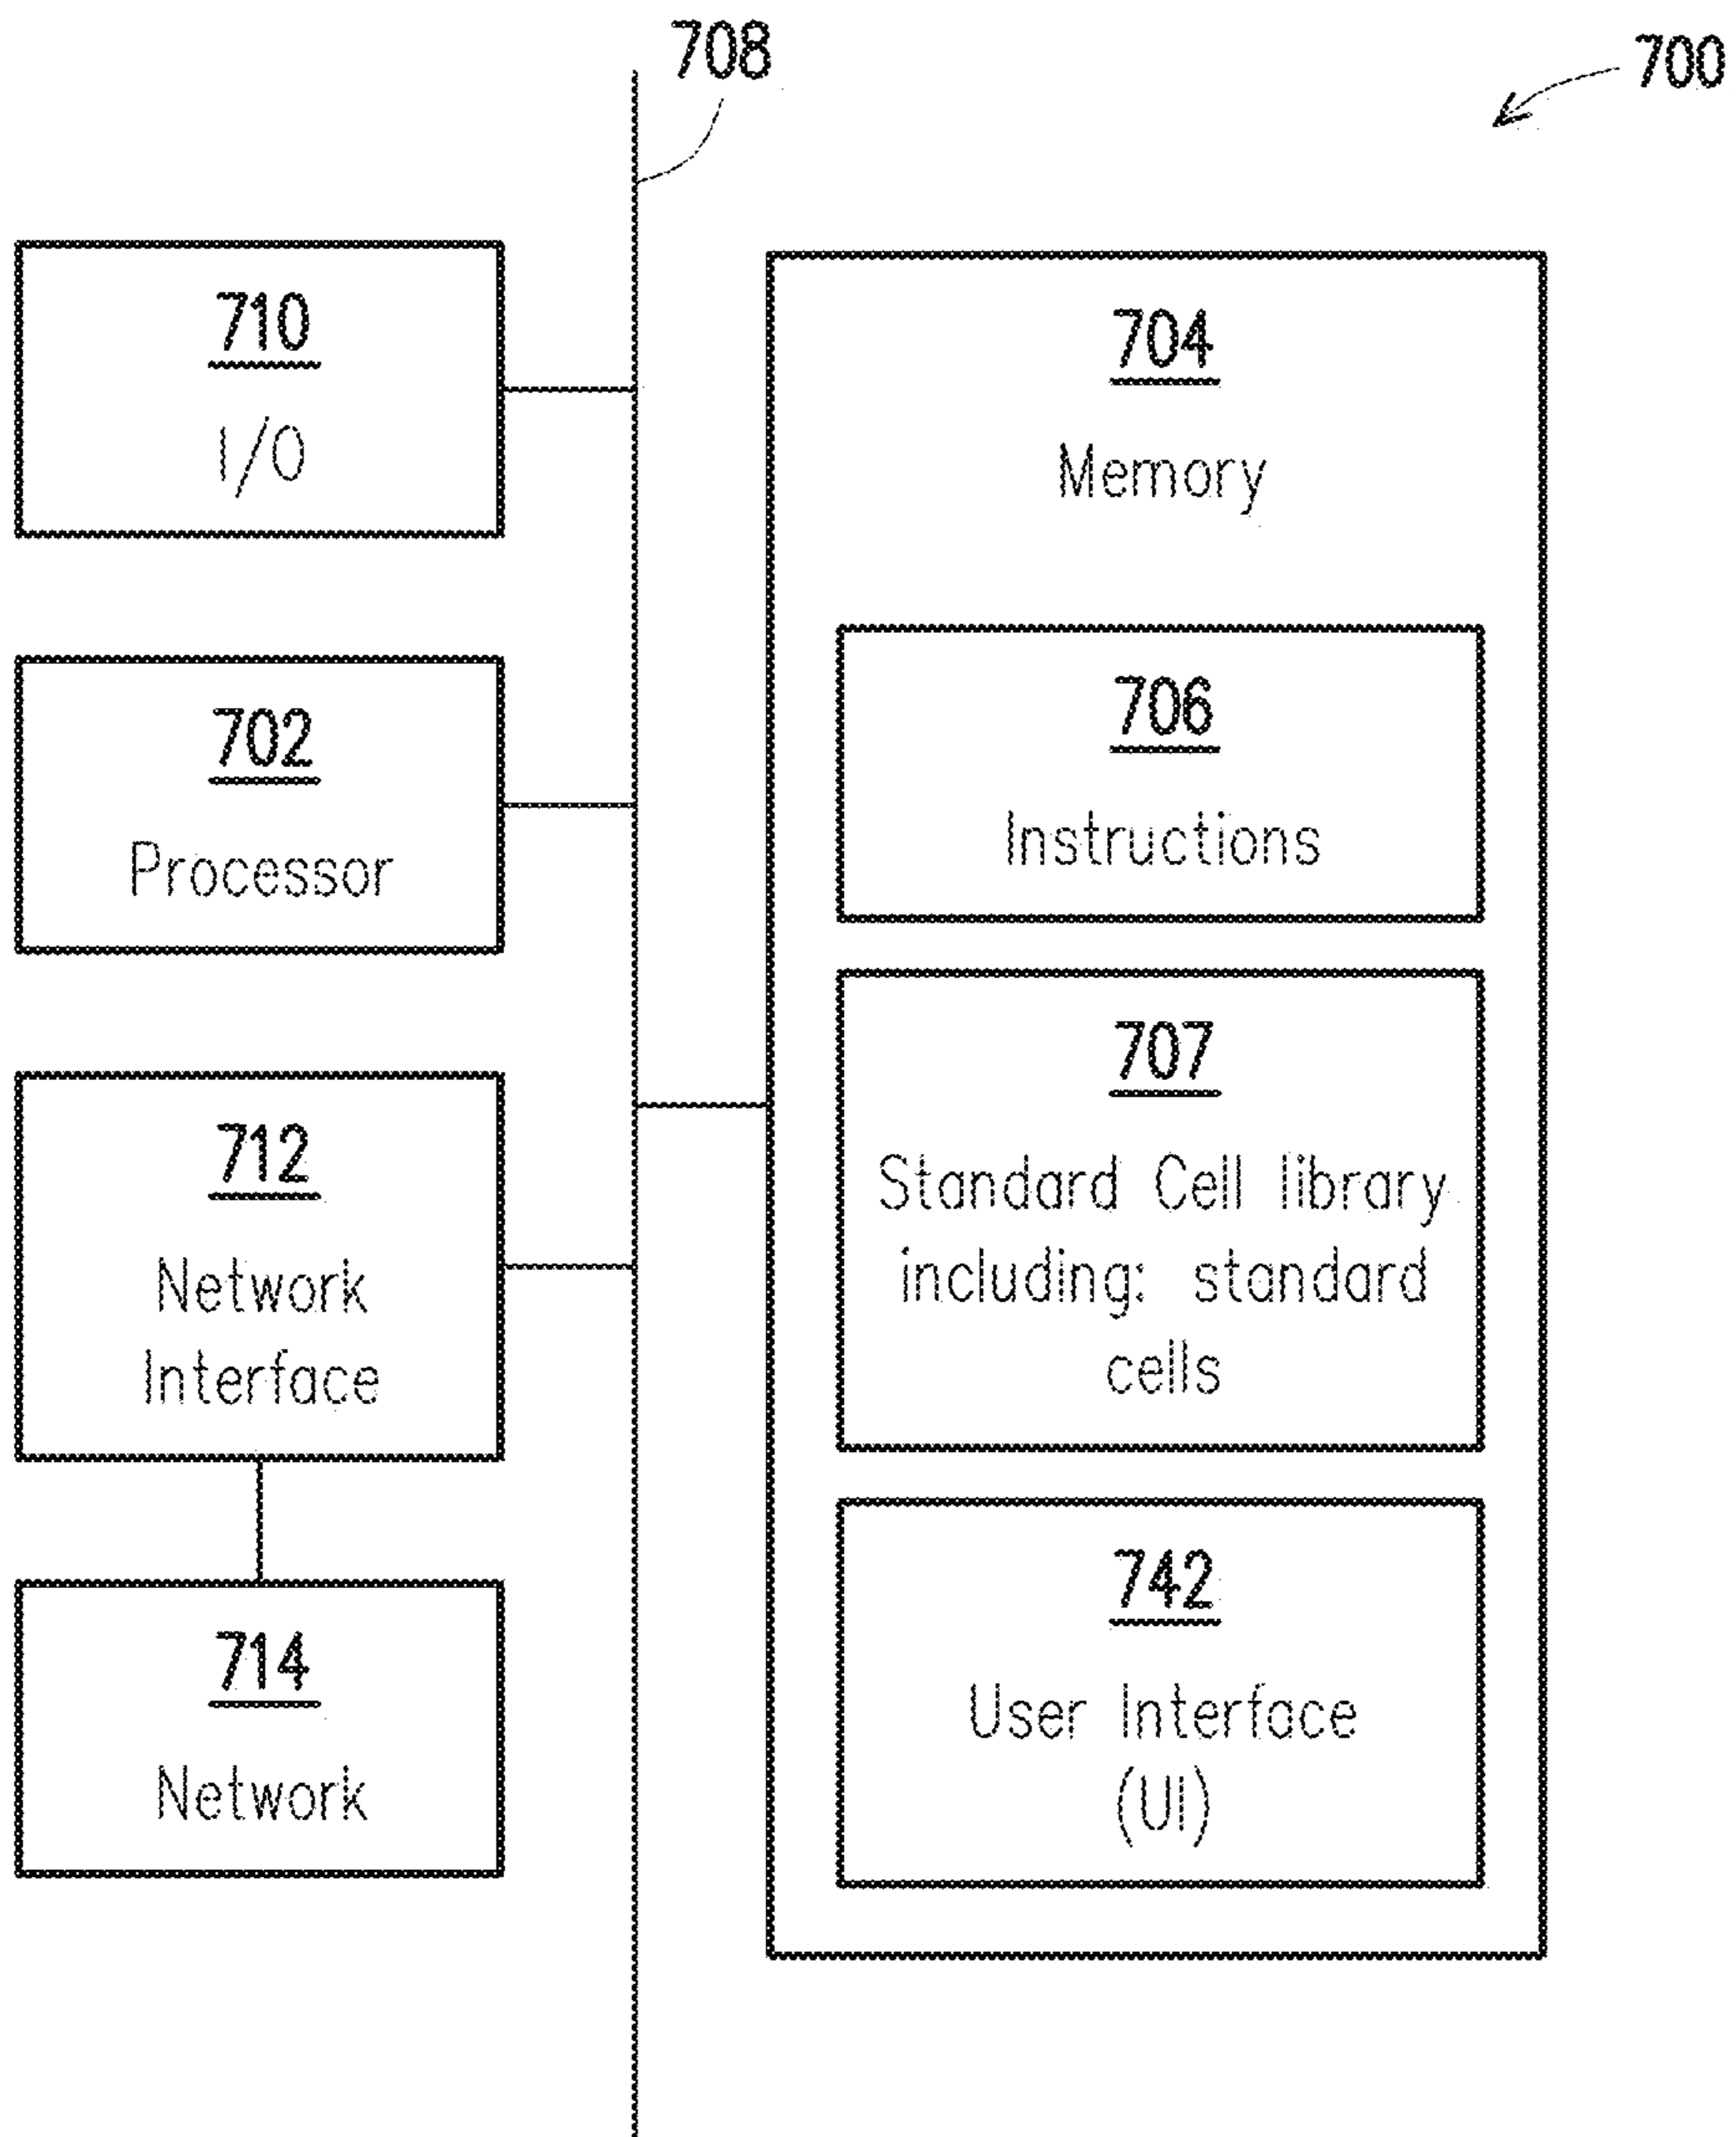 708
700
710
I/O
702
Processor
712
Network
Interface
714
Network
704
Memory
706
Instructions
707
Standard Cell library
including: standard
cells
742
User Interface
(UI)